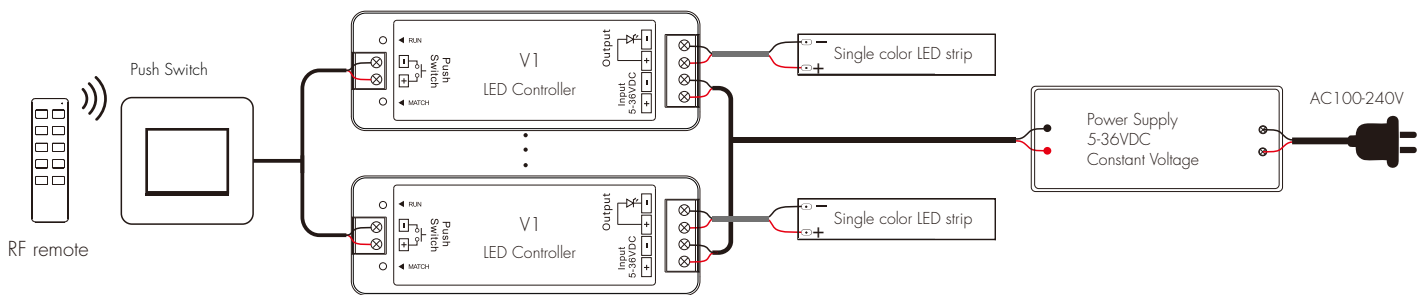 RF remote
Push Switch
RUN
Push
Switch
-
+
MATCH
V1
LED Controller
Output
-
+
Input
5-36VDC
-
+
Single color LED strip
-
+
RUN
Push
Switch
-
+
MATCH
V1
LED Controller
Output
-
+
Input
5-36VDC
-
+
Single color LED strip
-
+
Power Supply
5-36VDC
Constant Voltage
AC100-240V